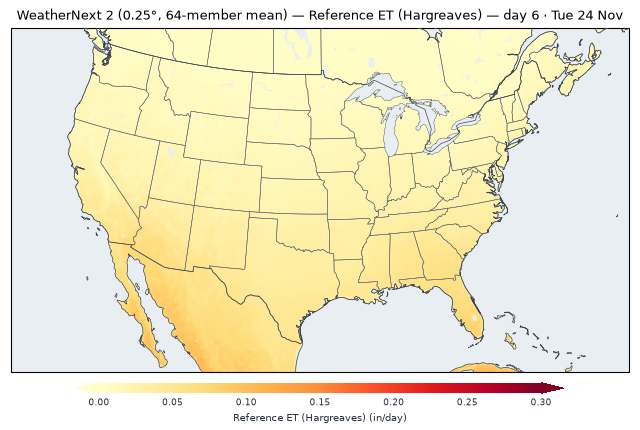 WeatherNext 2 (0.25°, 64-member mean) — Reference ET (Hargreaves) — day 6 · Tue 24 Nov
0.00 0.05 0.10 0.15 0.20 0.25 0.30
Reference ET (Hargreaves) (in/day)